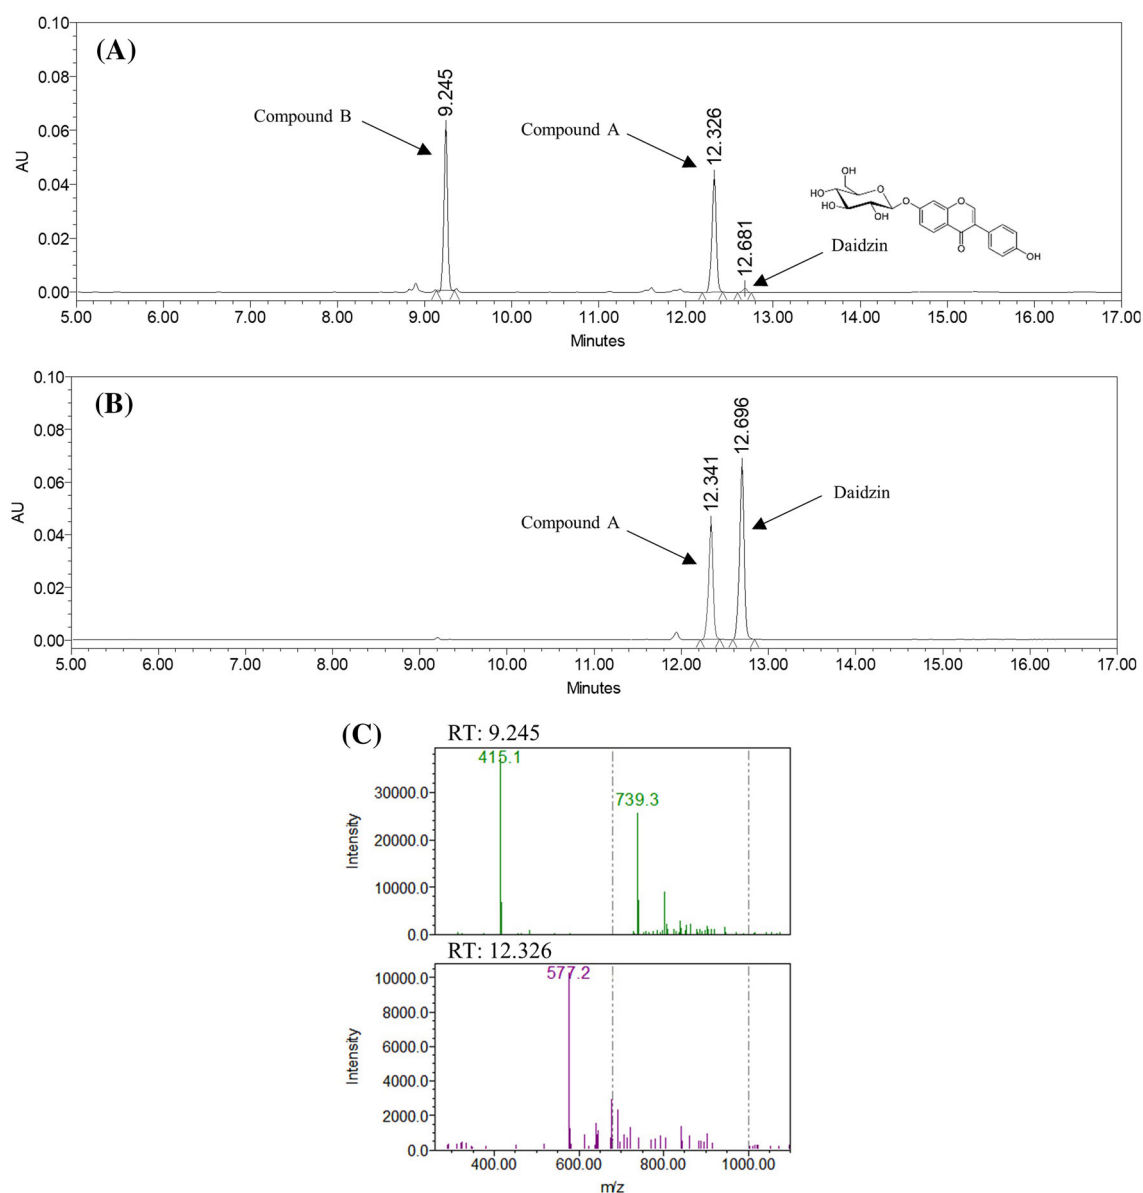 (A)
0.10
0.08
0.06
0.04
0.02
0.00
AU
Compound B
9.245
Compound A
12.326
12.681
Daidzin
OH
HO
HO
OH
O
O
O
O
OH
5.00 6.00 7.00 8.00 9.00 10.00 11.00 12.00 13.00 14.00 15.00 16.00 17.00
Minutes
(B)
0.10
0.08
0.06
0.04
0.02
0.00
AU
Compound A
12.341
12.696
Daidzin
5.00 6.00 7.00 8.00 9.00 10.00 11.00 12.00 13.00 14.00 15.00 16.00 17.00
Minutes
(C)
RT: 9.245
415.1
739.3
30000.0
20000.0
10000.0
0.0
Intensity
RT: 12.326
577.2
10000.0
8000.0
6000.0
4000.0
2000.0
0.0
Intensity
400.00 600.00 800.00 1000.00
m/z